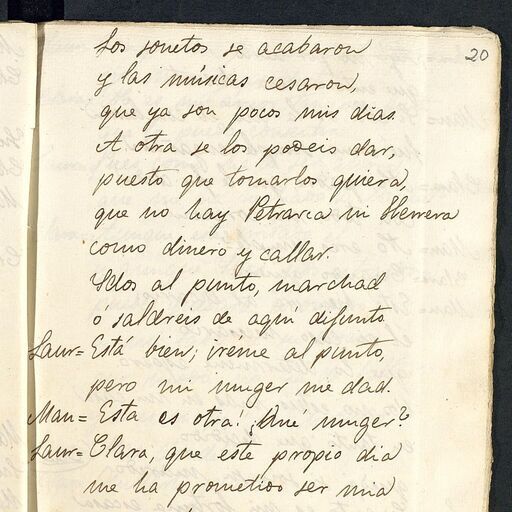 20
Los sonetos se acabaron
y las músicas cesaron,
que ya son pocos mis dias.
A otra se los podeis dar,
puesto que tomarlos quiera,
que no hay Petrarca ni Herrera
como dinero y callar.
Idos al punto, marchad
ó saldreis de aquí difunto
Laur= Está bien; iréme al punto,
pero mi muger me dad.
Man= Esta es otra! ¿Qué muger?
Laur= Clara, que este propio dia
me ha prometido ser mia